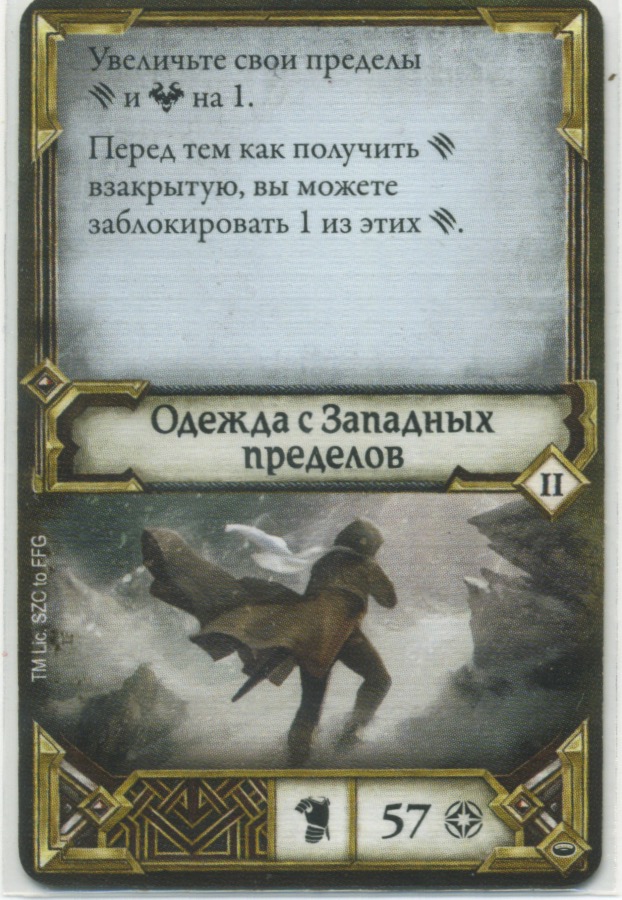 Увеличьте свои пределы
и на 1.
Перед тем как получить
взакрытую, вы можете
заблокировать 1 из этих .
Одежда с Западных
пределов
II
TM Lic. SZC to FFG
57